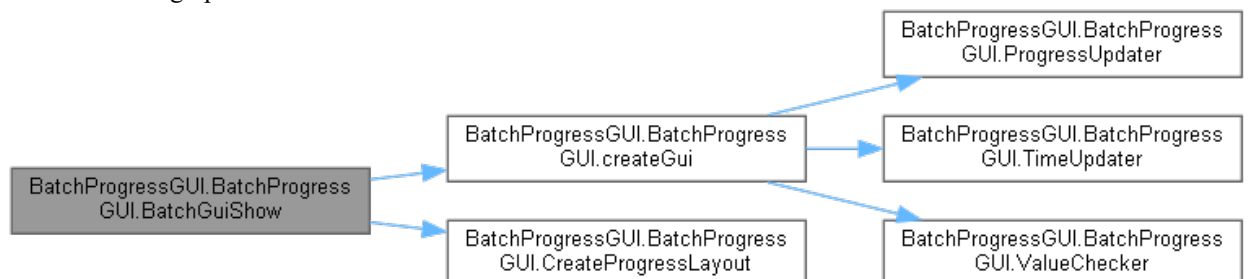 BatchProgressGUI.BatchProgress
GUI.ProgressUpdater
BatchProgressGUI.BatchProgress
GUI.createGui
BatchProgressGUI.BatchProgress
GUI.TimeUpdater
BatchProgressGUI.BatchProgress
GUI.BatchGuiShow
BatchProgressGUI.BatchProgress
GUI.CreateProgressLayout
BatchProgressGUI.BatchProgress
GUI.ValueChecker